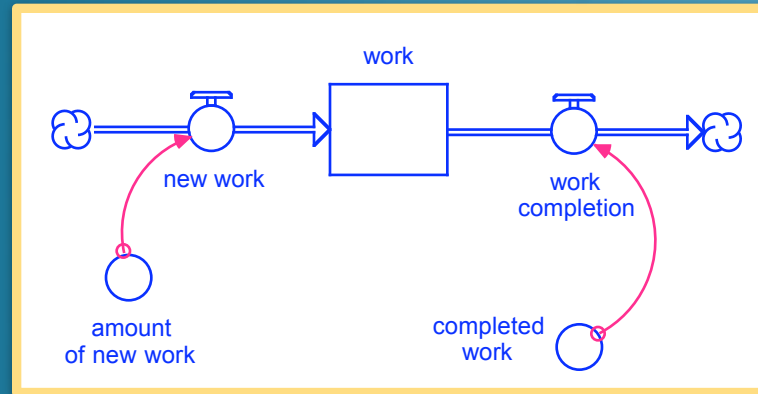 work
new work
work
completion
amount
of new work
completed
work